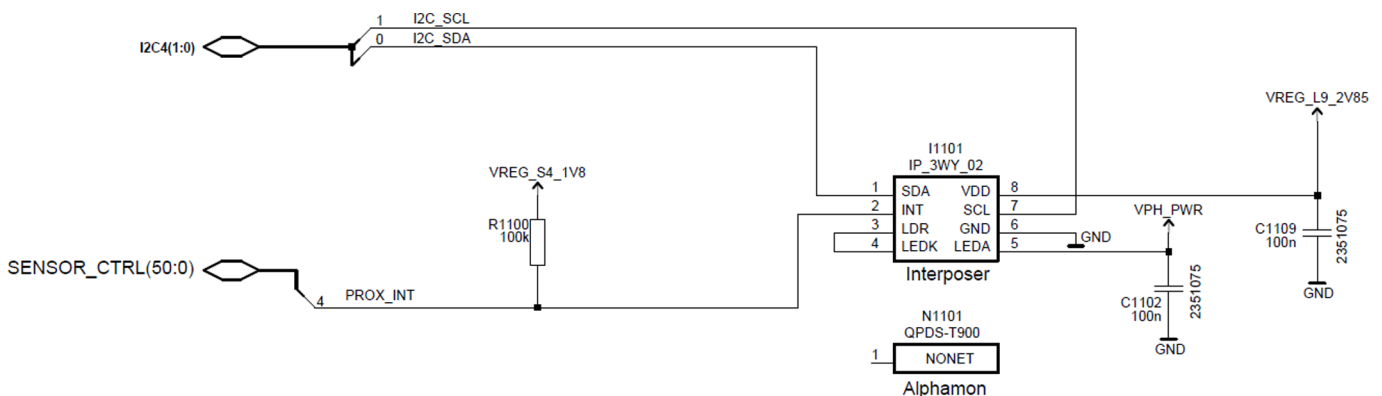 I2C4(1:0)
1 I2C_SCL
0 I2C_SDA
VREG_L9_2V85
I1101
IP_3WY_02
VREG_S4_1V8
R1100
100k
1 SDA VDD 8
2 INT SCL 7
3 LDR GND 6
4 LEDK LEDA 5
Interposer
GND
VPH_PWR
C1109
100n
2351075
GND
SENSOR_CTRL(50:0)
4 PROX_INT
C1102
100n
2351075
GND
N1101
QPDS-T900
1 NONET
Alphamon